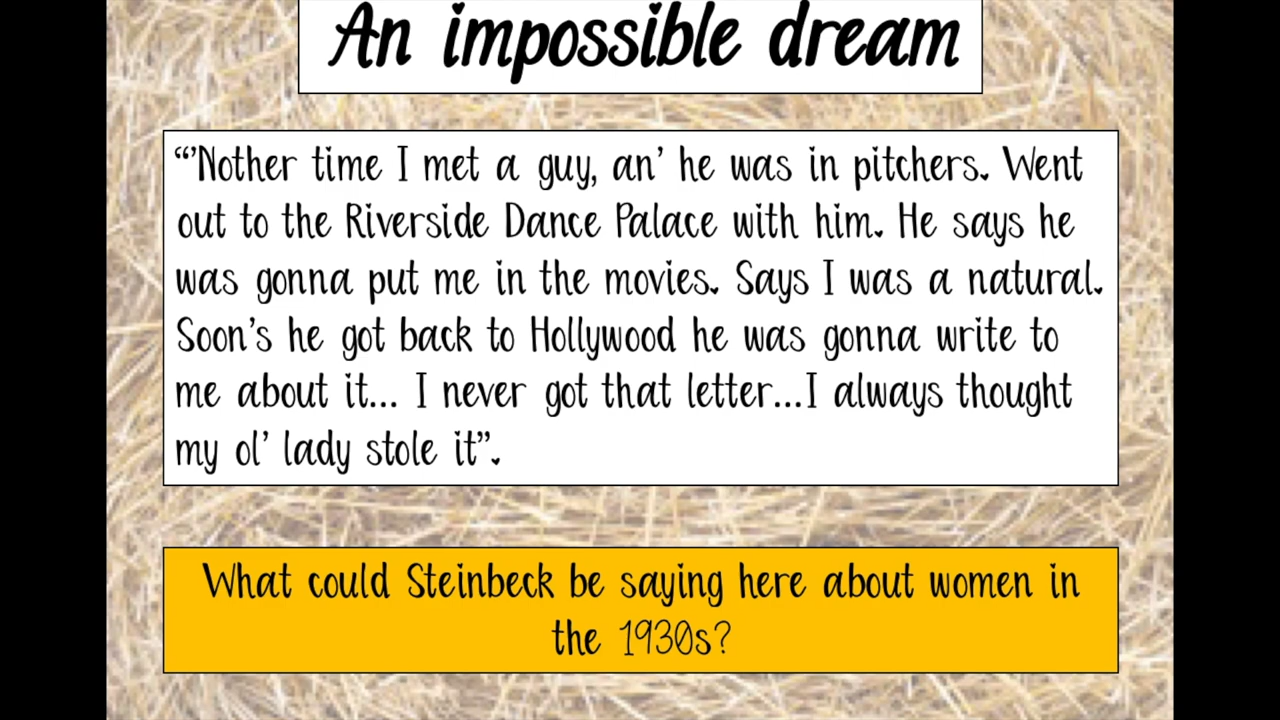 An impossible dream
“’Nother time I met a guy, an’ he was in pitchers. Went
out to the Riverside Dance Palace with him. He says he
was gonna put me in the movies. Says I was a natural.
Soon’s he got back to Hollywood he was gonna write to
me about it... I never got that letter...I always thought
my ol’ lady stole it”.
What could Steinbeck be saying here about women in
the 1930s?